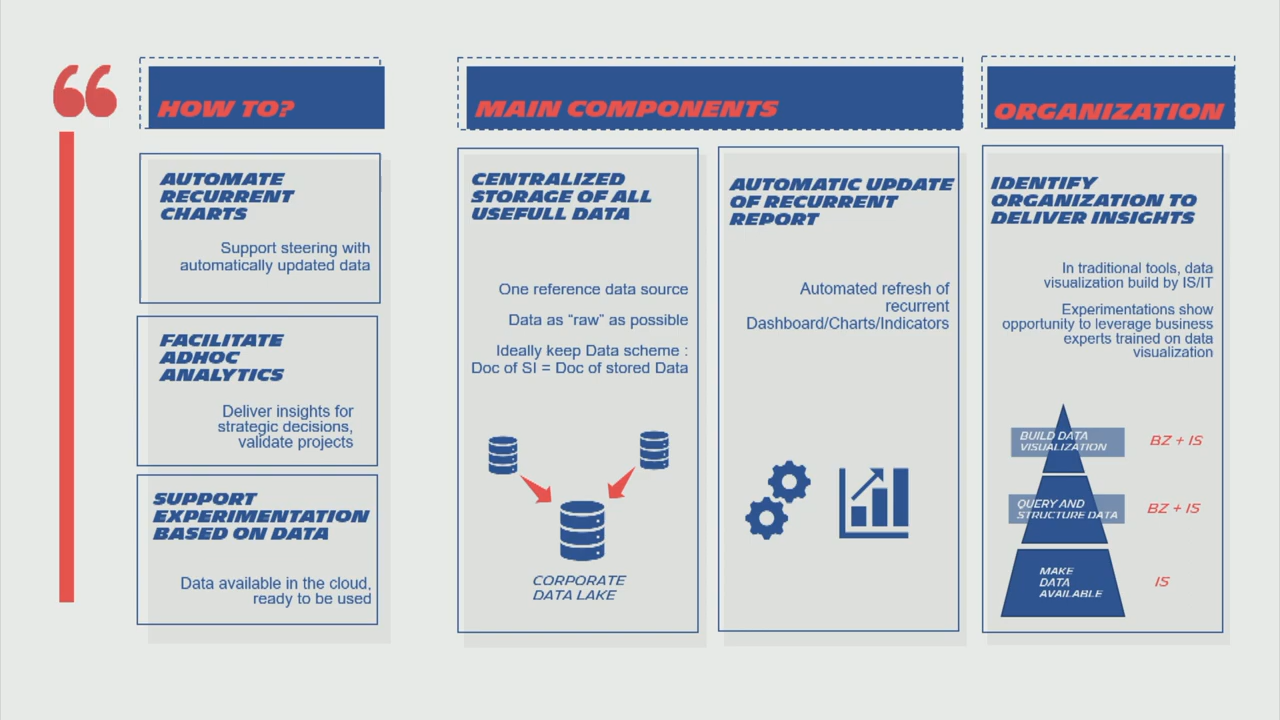 HOW TO?
AUTOMATE
RECURRENT
CHARTS
Support steering with
automatically updated data
FACILITATE
ADHOC
ANALYTICS
Deliver insights for
strategic decisions,
validate projects
SUPPORT
EXPERIMENTATION
BASED ON DATA
Data available in the cloud,
ready to be used
MAIN COMPONENTS
CENTRALIZED
STORAGE OF ALL
USEFULL DATA
One reference data source
Data as “raw” as possible
Ideally keep Data scheme :
Doc of SI = Doc of stored Data
CORPORATE
DATA LAKE
AUTOMATIC UPDATE
OF RECURRENT
REPORT
Automated refresh of
recurrent
Dashboard/Charts/Indicators
ORGANIZATION
IDENTIFY
ORGANIZATION TO
DELIVER INSIGHTS
In traditional tools, data
visualization build by IS/IT
Experimentations show
opportunity to leverage business
experts trained on data
visualization
BUILD DATA
VISUALIZATION
BZ + IS
QUERY AND
STRUCTURE DATA
BZ + IS
MAKE
DATA
AVAILABLE
IS